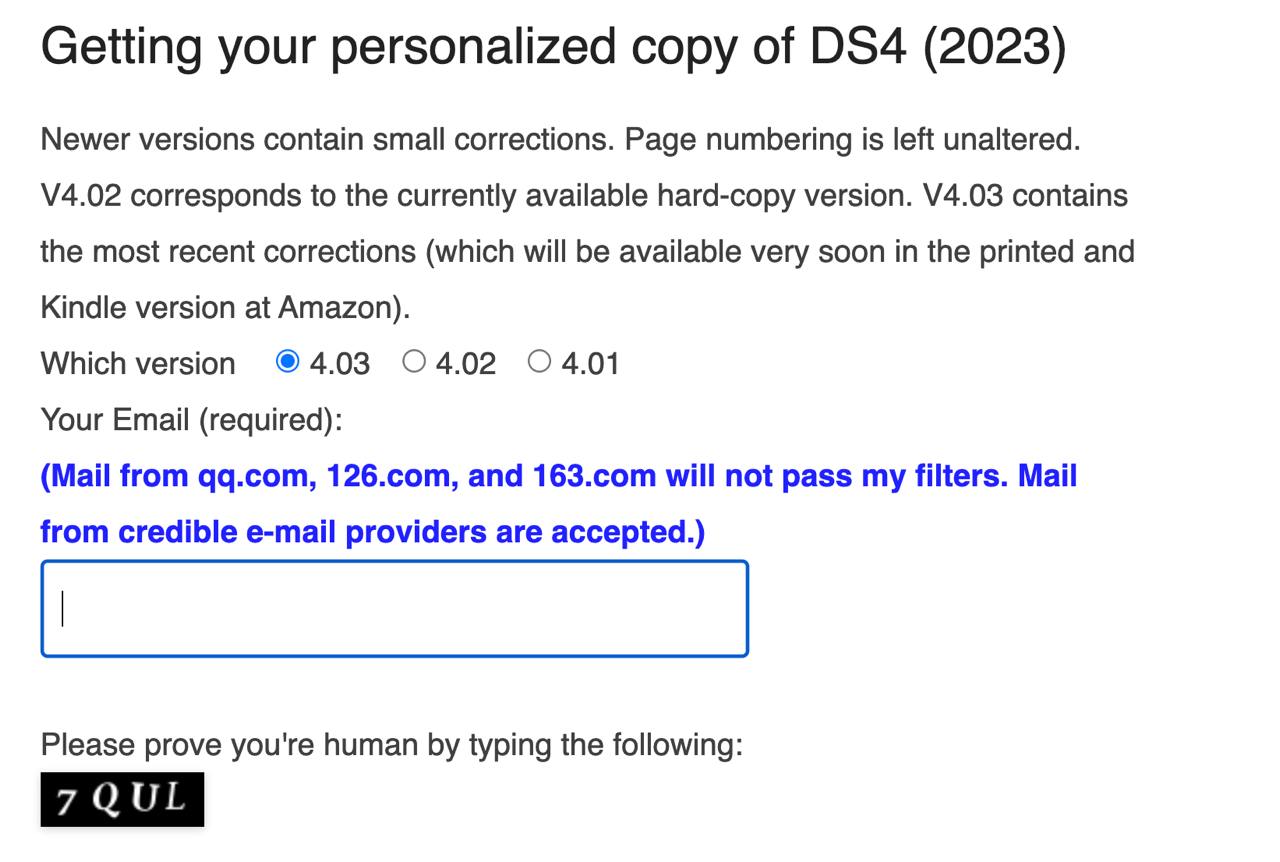 Getting your personalized copy of DS4 (2023)
Newer versions contain small corrections. Page numbering is left unaltered.
V4.02 corresponds to the currently available hard-copy version. V4.03 contains
the most recent corrections (which will be available very soon in the printed and
Kindle version at Amazon).
Which version 4.03 4.02 4.01
Your Email (required):
(Mail from qq.com, 126.com, and 163.com will not pass my filters. Mail
from credible e-mail providers are accepted.)
Please prove you're human by typing the following:
7 Q U L